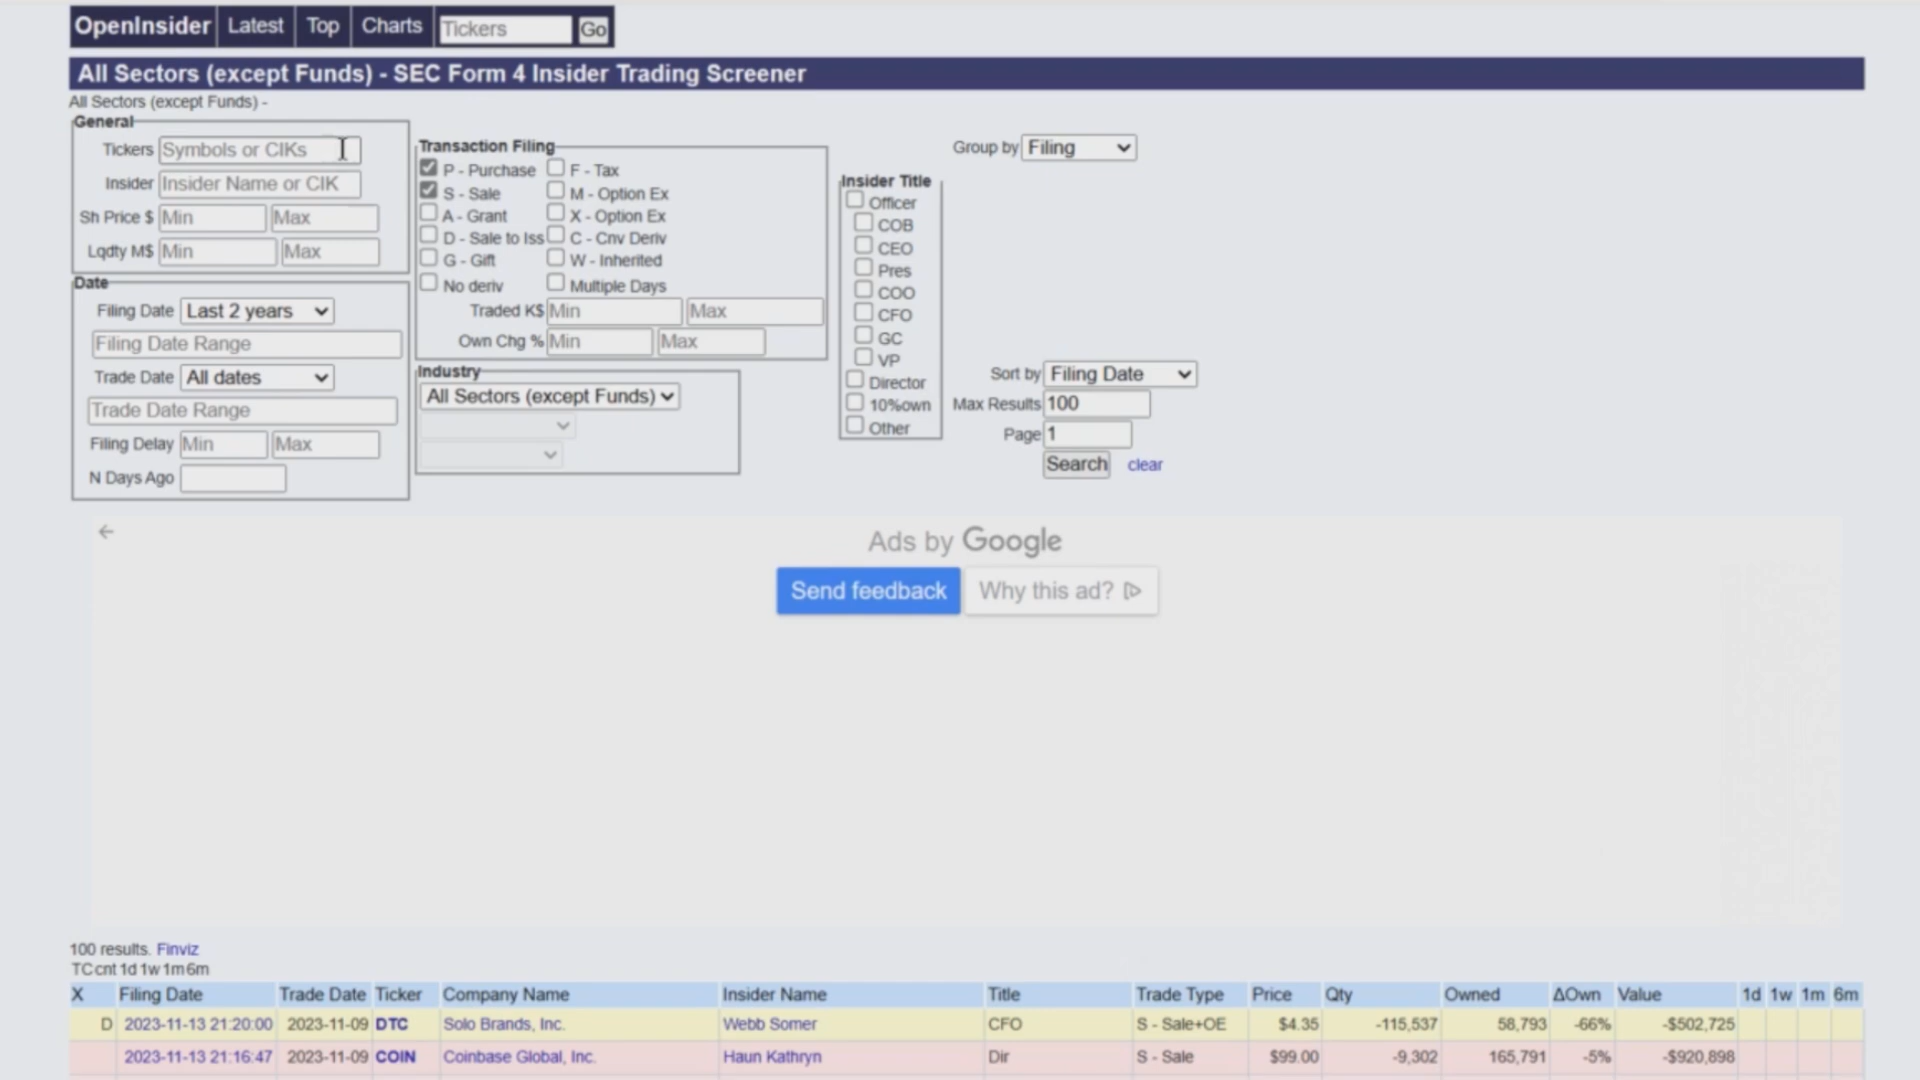 OpenInsider Latest Top Charts Tickers Go
All Sectors (except Funds) - SEC Form 4 Insider Trading Screener
All Sectors (except Funds) -
General
Tickers Symbols or CIKs
Insider Insider Name or CIK
Sh Price $ Min Max
Lqdty M$ Min Max
Date
Filing Date Last 2 years
Filing Date Range
Trade Date All dates
Trade Date Range
Filing Delay Min Max
N Days Ago
Transaction Filing
P - Purchase F - Tax
S - Sale M - Option Ex
A - Grant X - Option Ex
D - Sale to Iss C - Cnv Deriv
G - Gift W - Inherited
No deriv Multiple Days
Traded K$ Min Max
Own Chg % Min Max
Industry
All Sectors (except Funds)
Insider Title
Officer
COB
CEO
Pres
COO
CFO
GC
VP
Director
10%own
Other
Group by Filing
Sort by Filing Date
Max Results 100
Page 1
Search clear
Ads by Google
Send feedback Why this ad?
100 results. Finviz
TC cnt 1d 1w 1m 6m
X Filing Date Trade Date Ticker Company Name Insider Name Title Trade Type Price Qty Owned ΔOwn Value 1d 1w 1m 6m
D 2023-11-13 21:20:00 2023-11-09 DTC Solo Brands, Inc. Webb Somer CFO S - Sale+OE $4.35 -115,537 58,793 -66% -$502,725
2023-11-13 21:16:47 2023-11-09 COIN Coinbase Global, Inc. Haun Kathryn Dir S - Sale $99.00 -9,302 165,791 -5% -$920,898